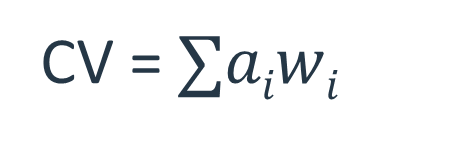 CV = ∑aᵢwᵢ